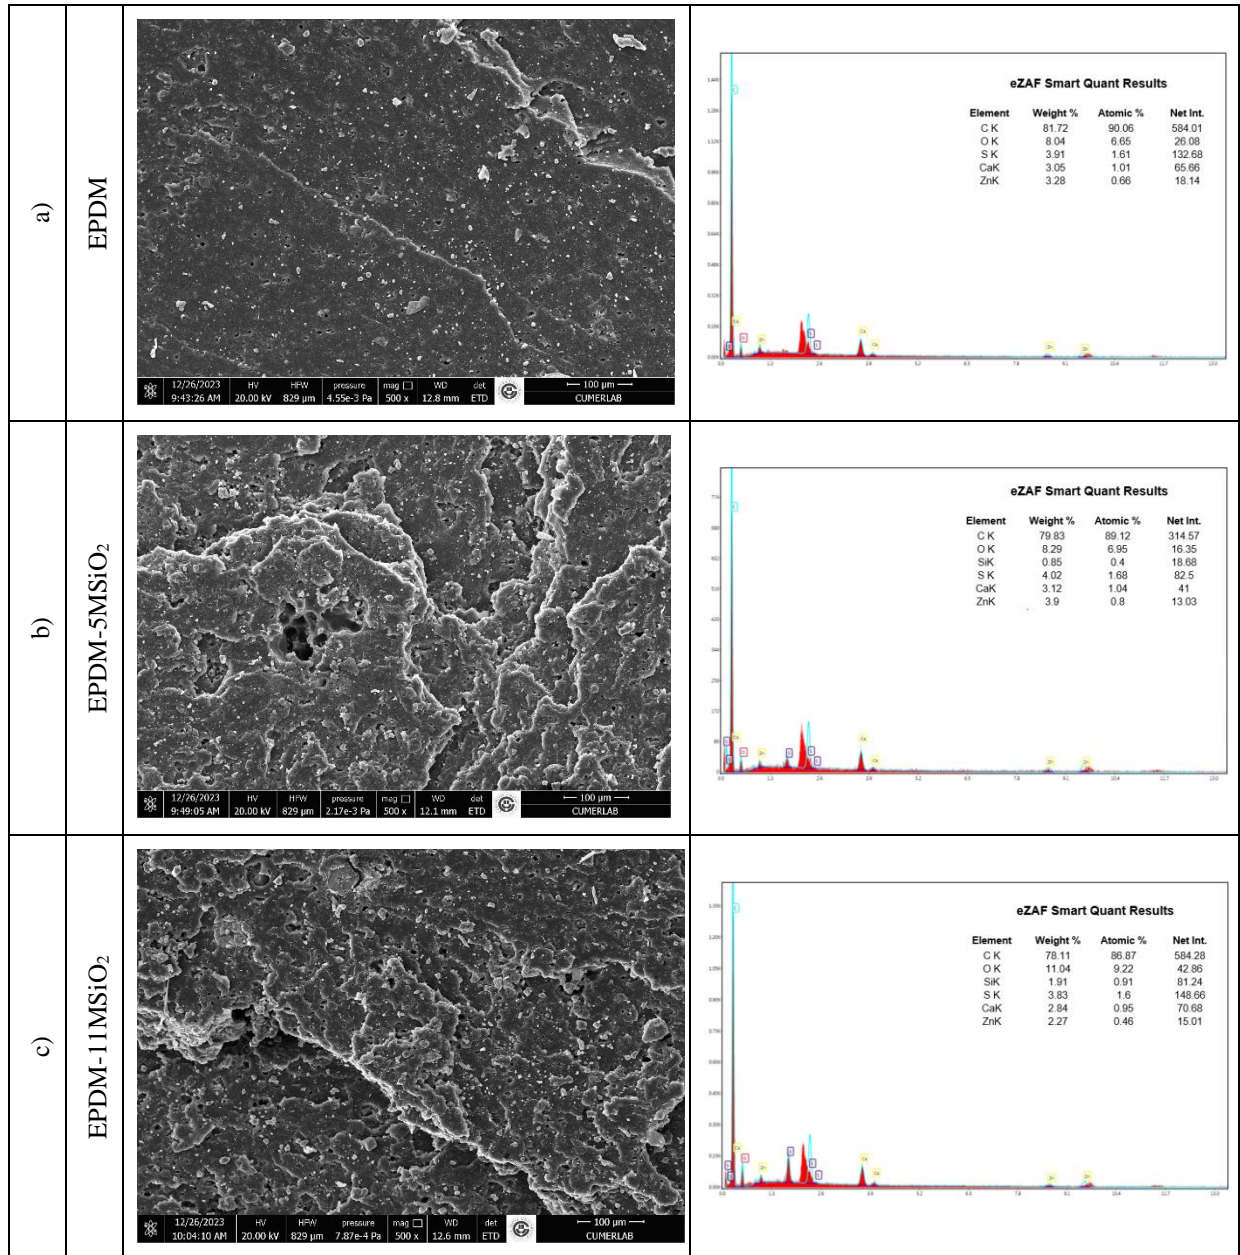 a)
EPDM
12/26/2023 HV HFW pressure mag WD det
9:43:26 AM 20.00 kV 829 µm 4.55e-3 Pa 500 x 12.8 mm ETD
100 µm
CUMERLAB
eZAF Smart Quant Results
Element Weight % Atomic % Net Int.
C K 81.72 90.06 584.01
O K 8.04 6.65 26.08
S K 3.91 1.61 132.68
CaK 3.05 1.01 65.66
ZnK 3.28 0.66 18.14
b)
EPDM-5MSiO₂
12/26/2023 HV HFW pressure mag WD det
9:49:05 AM 20.00 kV 829 µm 2.17e-3 Pa 500 x 12.1 mm ETD
100 µm
CUMERLAB
eZAF Smart Quant Results
Element Weight % Atomic % Net Int.
C K 79.83 89.12 314.57
O K 8.29 6.95 16.35
SiK 0.85 0.4 18.68
S K 4.02 1.68 82.5
CaK 3.12 1.04 41
ZnK 3.9 0.8 13.03
c)
EPDM-11MSiO₂
12/26/2023 HV HFW pressure mag WD det
10:04:10 AM 20.00 kV 829 µm 7.87e-4 Pa 500 x 12.6 mm ETD
100 µm
CUMERLAB
eZAF Smart Quant Results
Element Weight % Atomic % Net Int.
C K 78.11 86.87 584.28
O K 11.04 9.22 42.86
SiK 1.91 0.91 81.24
S K 3.83 1.6 148.66
CaK 2.84 0.95 70.68
ZnK 2.27 0.46 15.01